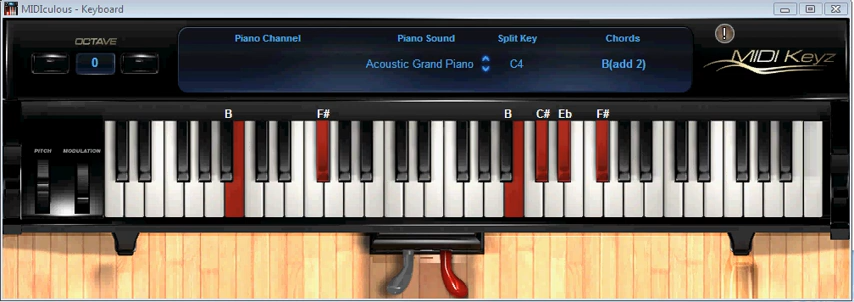 MIDIculous - Keyboard
OCTAVE
0
Piano Channel
Piano Sound
Split Key
Chords
Acoustic Grand Piano
C4
B(add 2)
!
MIDI Keyz
B
F#
B
C#
Eb
F#
PITCH
MODULATION